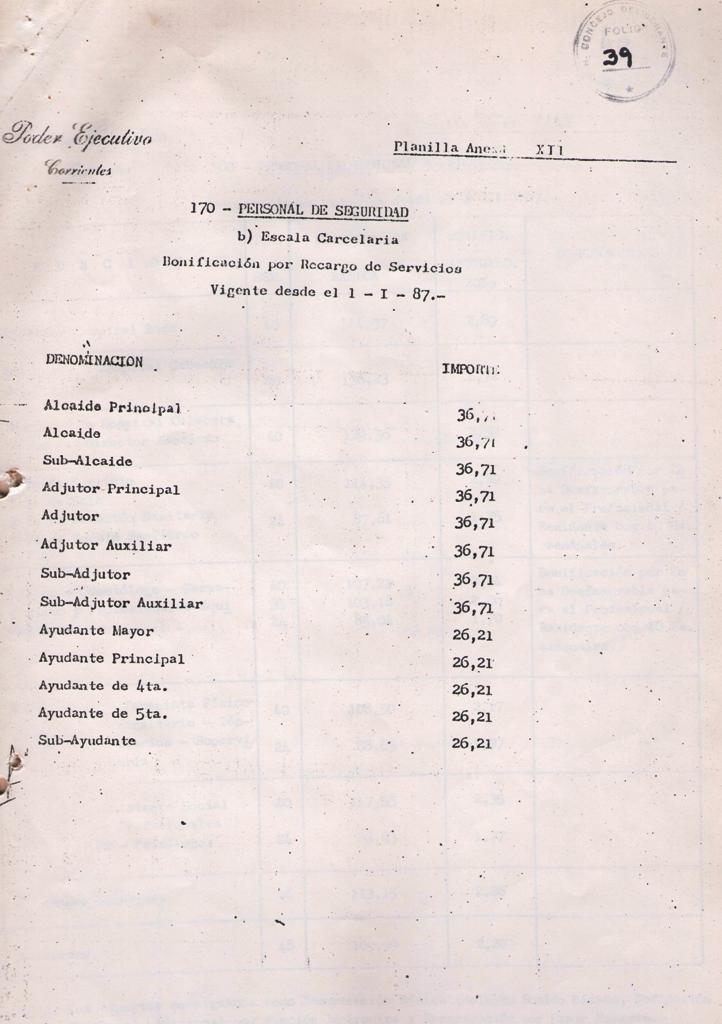 FOLIO
39
Poder Ejecutivo
Corrientes
Planilla XII
170 - PERSONAL DE SEGURIDAD
b) Escala Carcelaria
Bonificación por Recargo de Servicios
Vigente desde el 1 - I - 87.-
DENOMINACION IMPORTE
Alcaide Principal 36,71
Alcaide 36,71
Sub-Alcaide 36,71
Adjutor Principal 36,71
Adjutor 36,71
Adjutor Auxiliar 36,71
Sub-Adjutor 36,71
Sub-Adjutor Auxiliar 36,71
Ayudante Mayor 26,21
Ayudante Principal 26,21
Ayudante de 4ta. 26,21
Ayudante de 5ta. 26,21
Sub-Ayudante 26,21